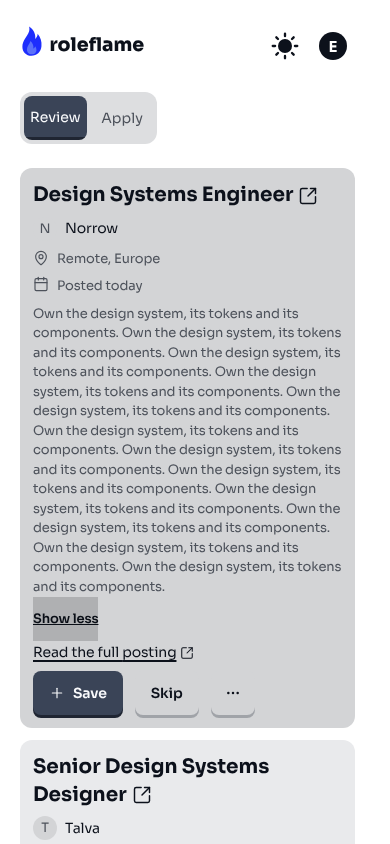 roleflame
E
Review
Apply
Design Systems Engineer
N Norrow
Remote, Europe
Posted today
Own the design system, its tokens and its
components. Own the design system, its tokens
and its components. Own the design system, its
tokens and its components. Own the design
system, its tokens and its components. Own the
design system, its tokens and its components.
Own the design system, its tokens and its
components. Own the design system, its tokens
and its components. Own the design system, its
tokens and its components. Own the design
system, its tokens and its components. Own the
design system, its tokens and its components.
Own the design system, its tokens and its
components. Own the design system, its tokens
and its components.
Show less
Read the full posting
+ Save
Skip
...
Senior Design Systems
Designer
T Talva